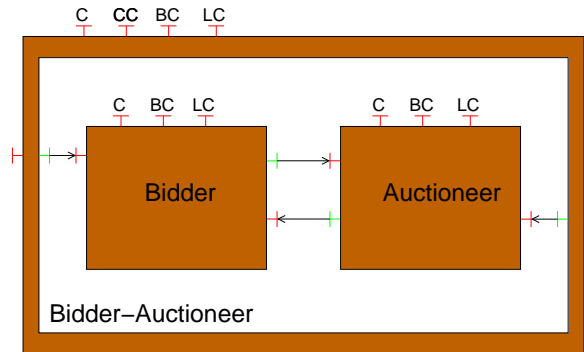 C CC BC LC
C BC LC C BC LC
Bidder Auctioneer
Bidder–Auctioneer